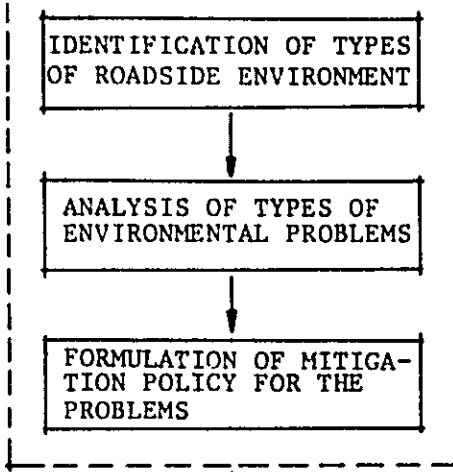 IDENTIFICATION OF TYPES
OF ROADSIDE ENVIRONMENT
ANALYSIS OF TYPES OF
ENVIRONMENTAL PROBLEMS
FORMULATION OF MITIGA-
TION POLICY FOR THE
PROBLEMS